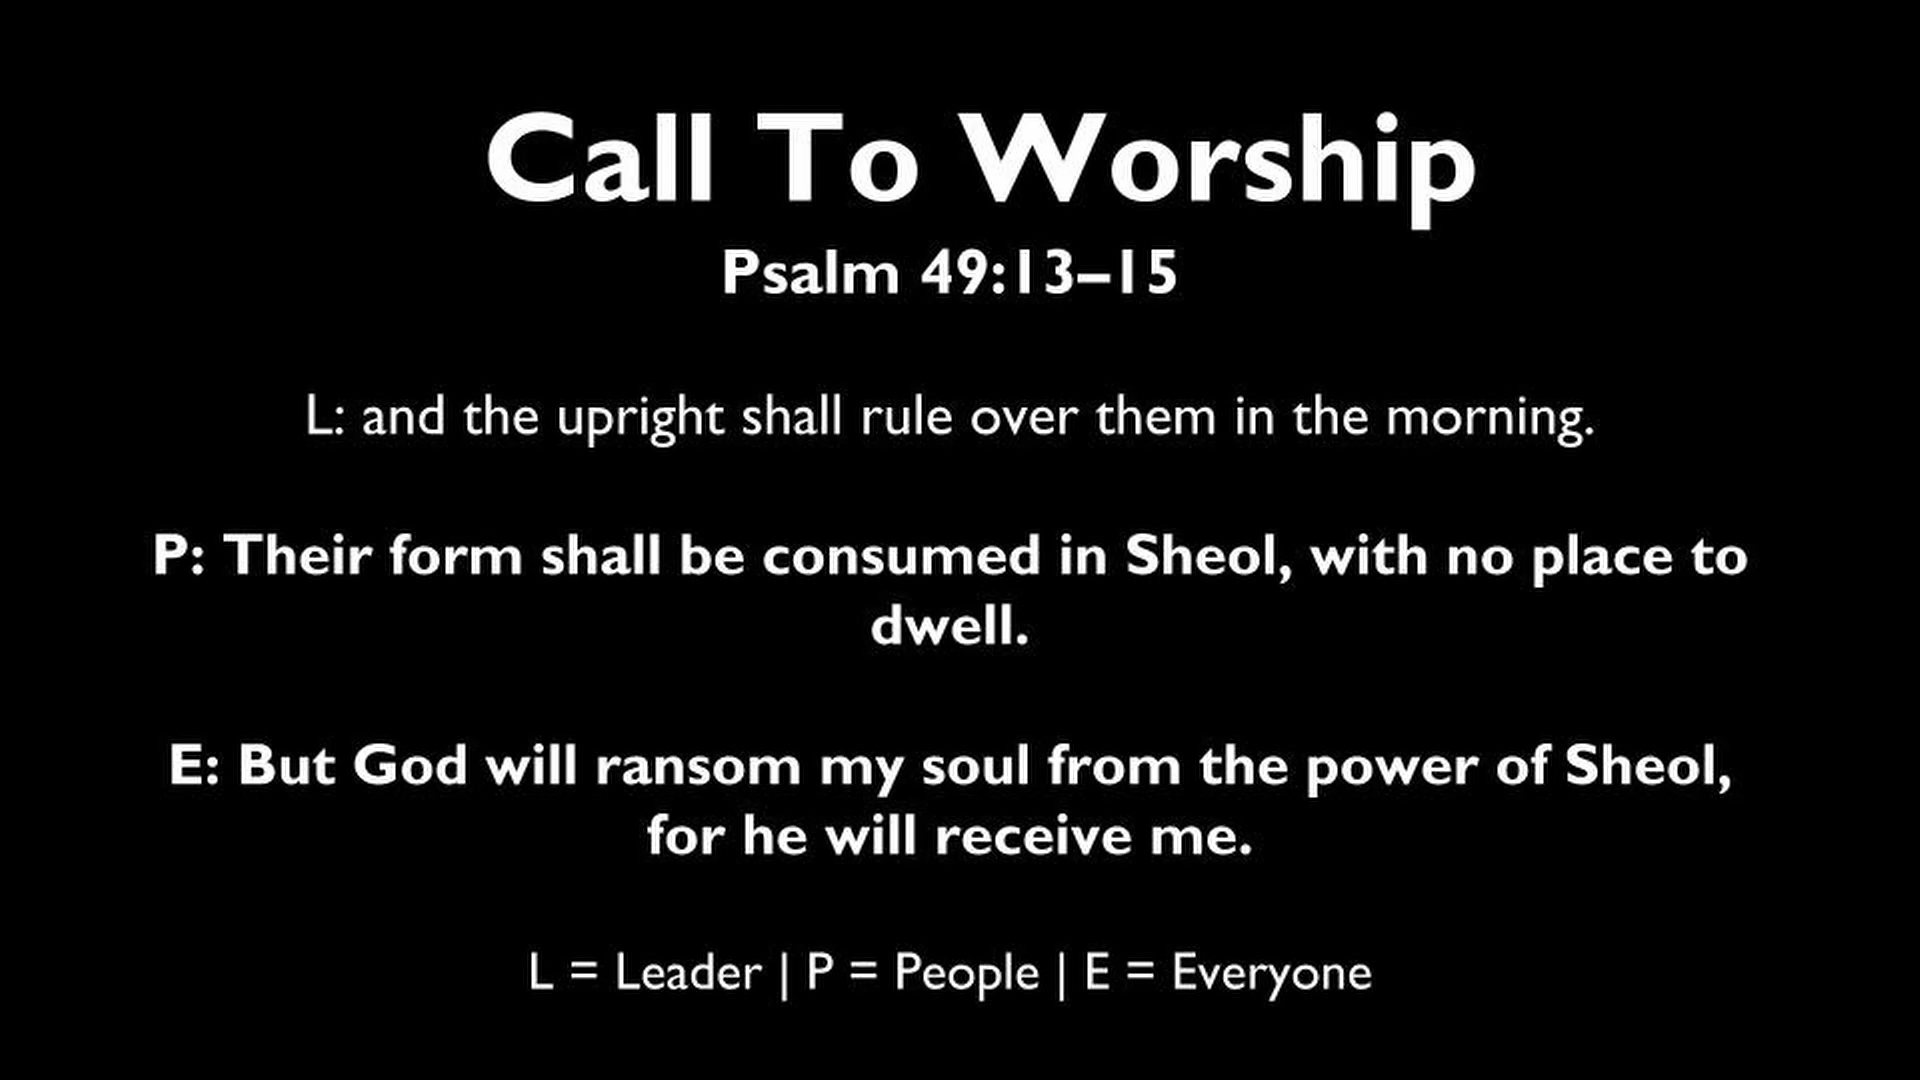 Call To Worship
Psalm 49:13–15
L: and the upright shall rule over them in the morning.
P: Their form shall be consumed in Sheol, with no place to
dwell.
E: But God will ransom my soul from the power of Sheol,
for he will receive me.
L = Leader | P = People | E = Everyone